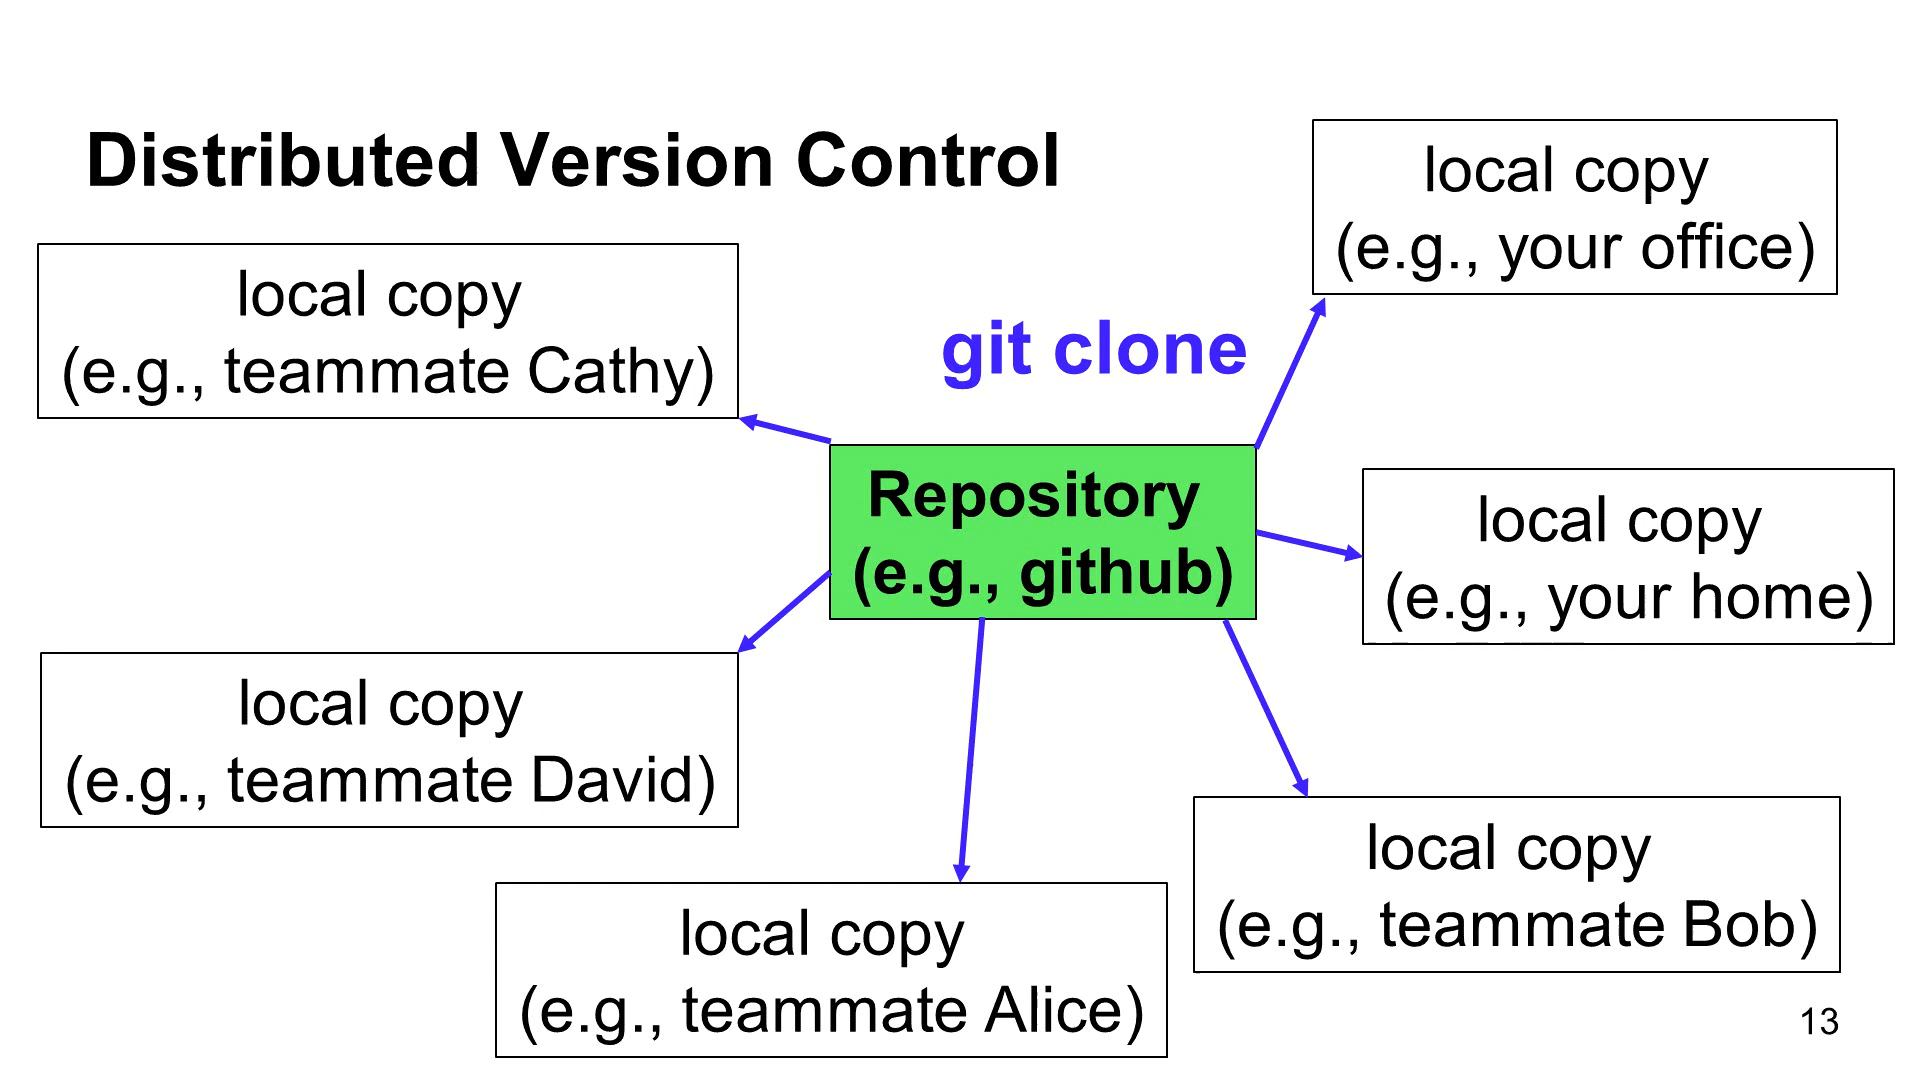 Distributed Version Control
local copy
(e.g., your office)
local copy
(e.g., teammate Cathy)
git clone
Repository
(e.g., github)
local copy
(e.g., your home)
local copy
(e.g., teammate David)
local copy
(e.g., teammate Bob)
local copy
(e.g., teammate Alice)
13